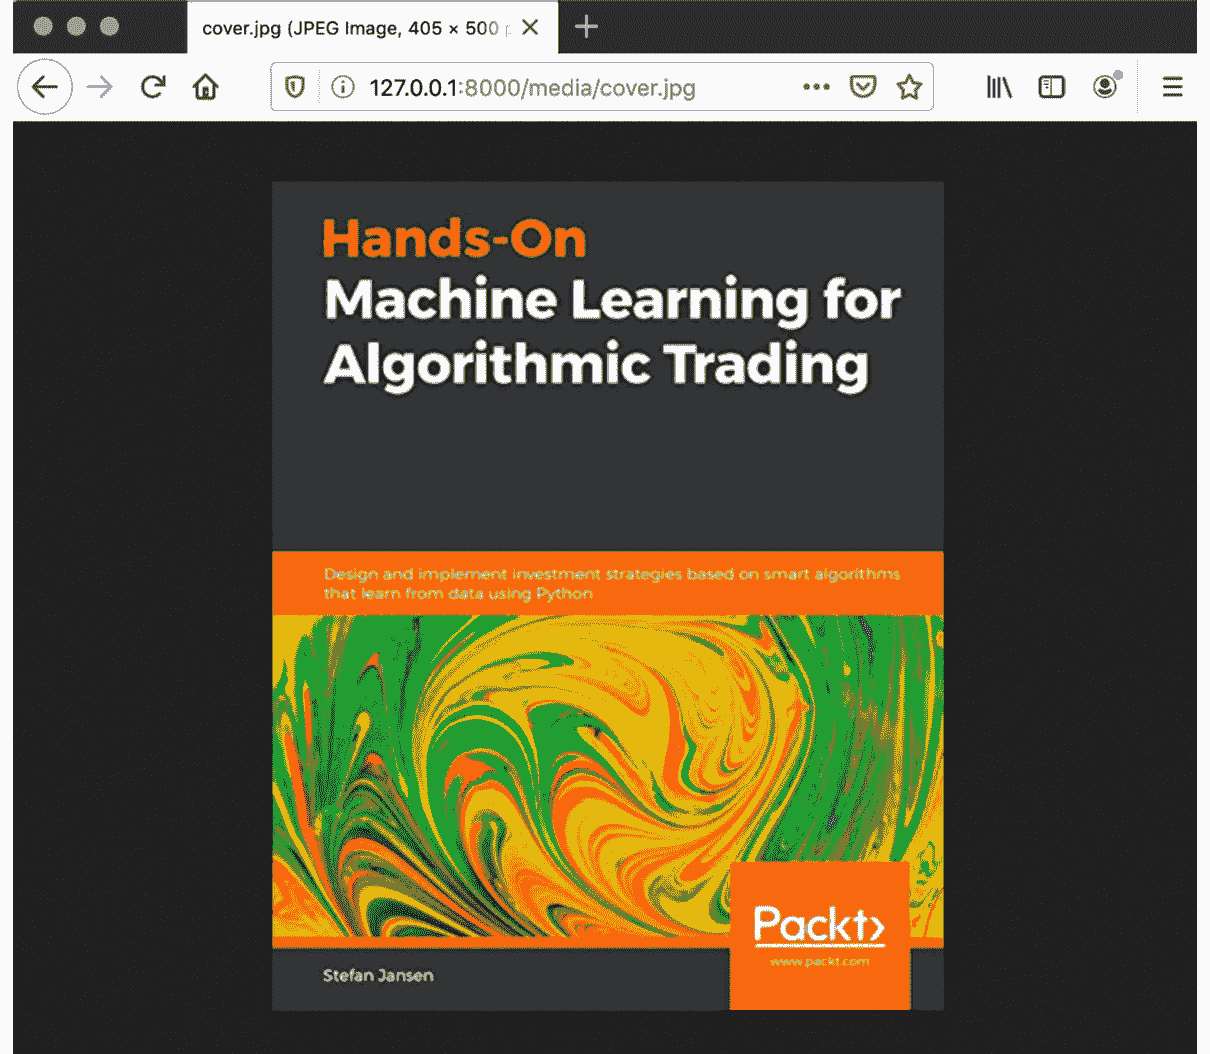 cover.jpg (JPEG Image, 405 × 500
127.0.0.1:8000/media/cover.jpg
Hands-On
Machine Learning for
Algorithmic Trading
Design and implement investment strategies based on smart algorithms
that learn from data using Python
Packt>
www.packt.com
Stefan Jansen